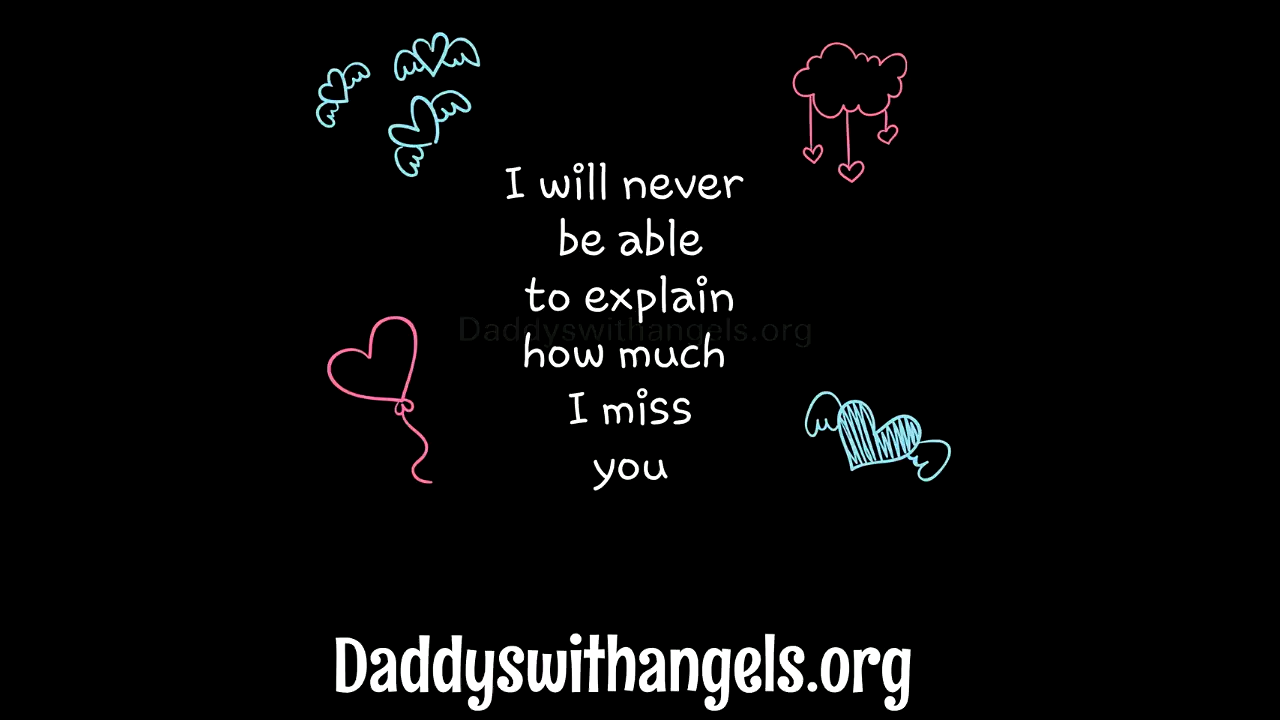 I will never
be able
to explain
Daddyswithangels.org
how much
I miss
you
Daddyswithangels.org